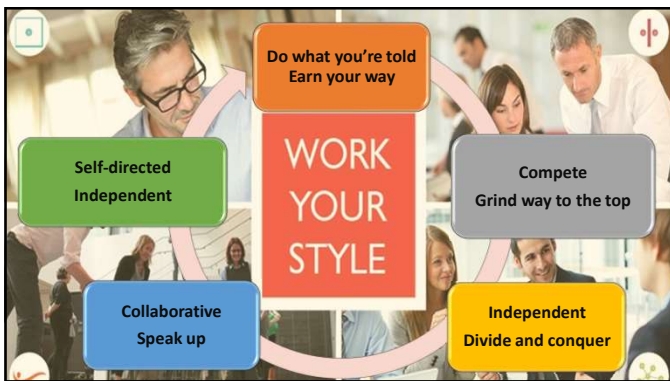 Do what you're told
Earn your way
Compete
Grind way to the top
Independent
Divide and conquer
Collaborative
Speak up
Self-directed
Independent
WORK
YOUR
STYLE